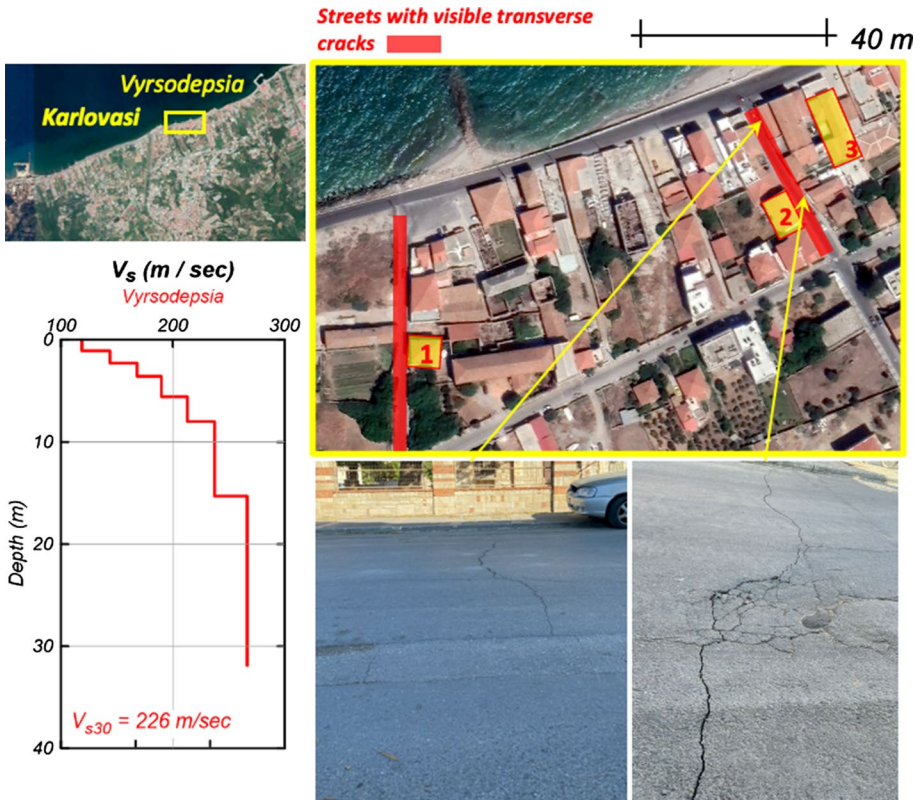 Streets with visible transverse
cracks
40 m
Vyrsodepsia
Karlovasi
1
2
3
Vs (m / sec)
Vyrsodepsia
100 200 300
0
10
20
30
40
Depth (m)
Vs30 = 226 m/sec